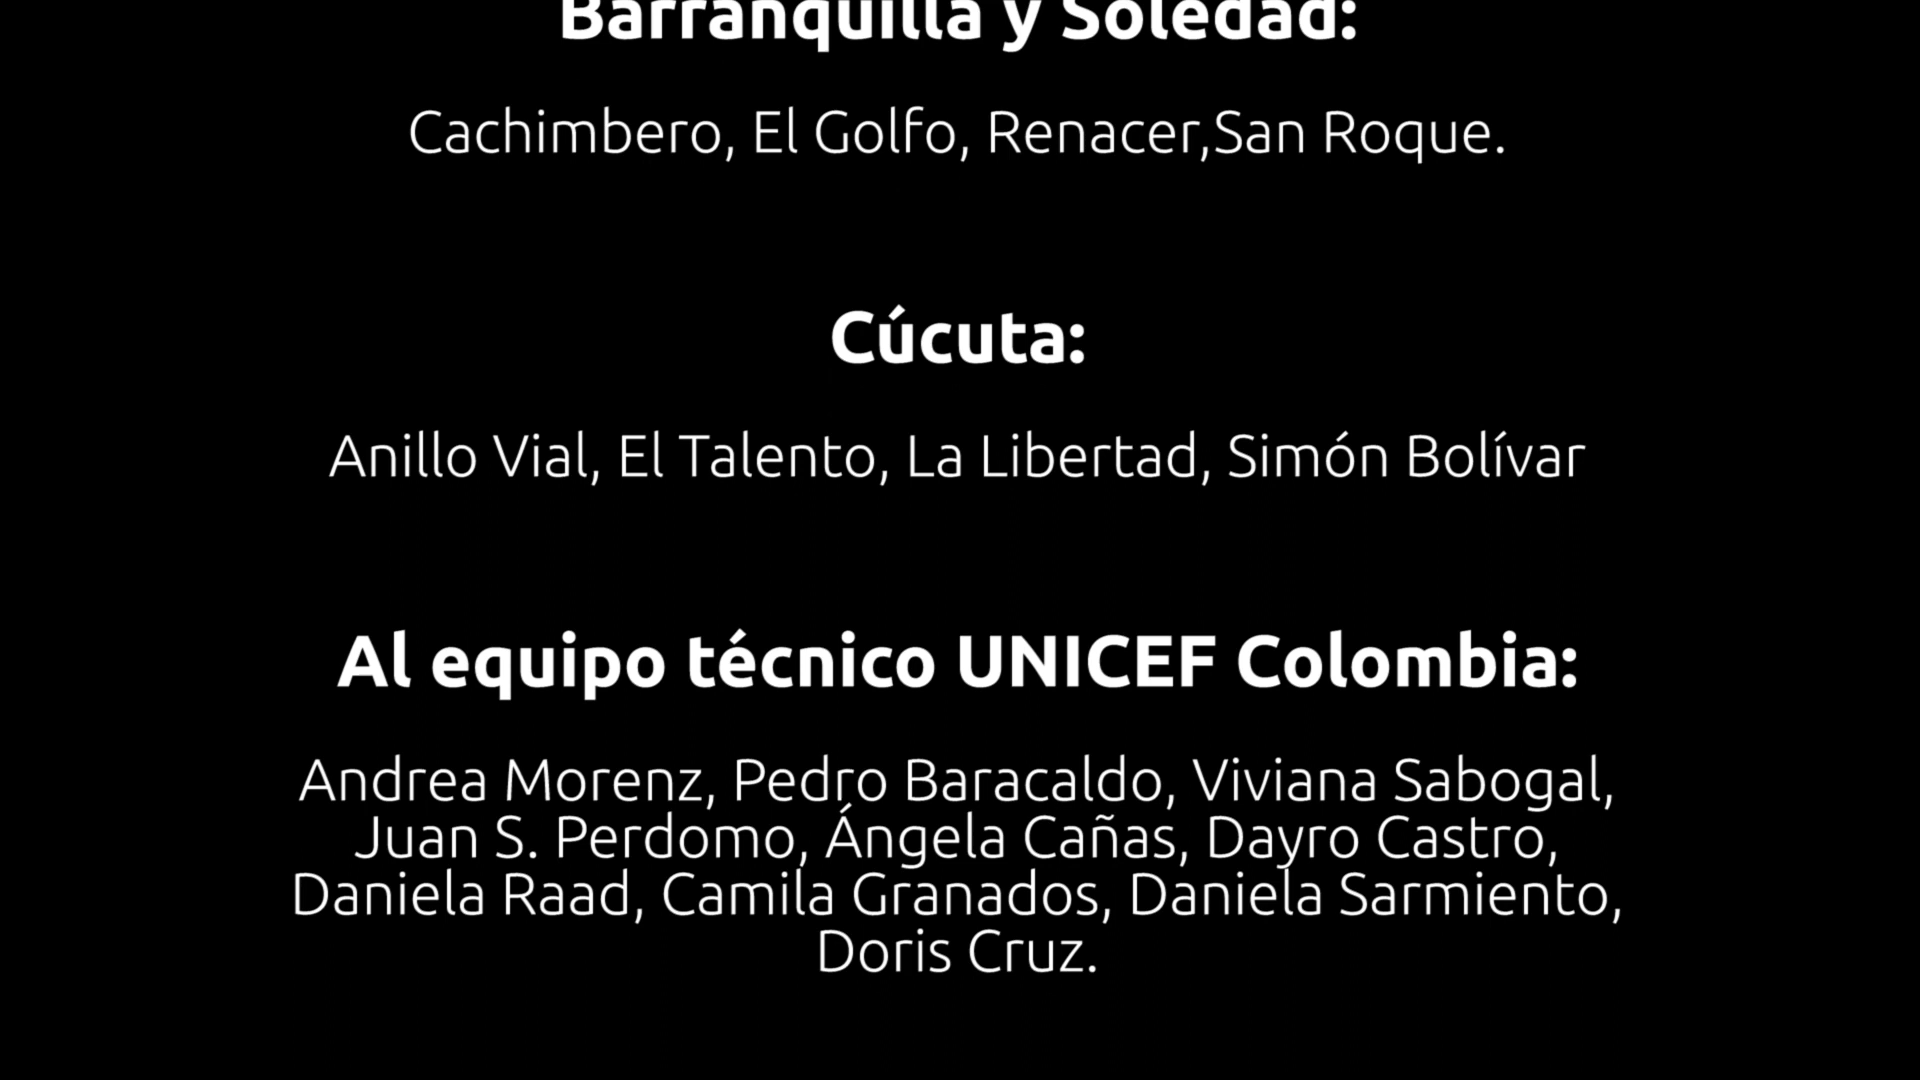 Barranquilla y Soledad:
Cachimbero, El Golfo, Renacer,San Roque.
Cúcuta:
Anillo Vial, El Talento, La Libertad, Simón Bolívar
Al equipo técnico UNICEF Colombia:
Andrea Morenz, Pedro Baracaldo, Viviana Sabogal,
Juan S. Perdomo, Ángela Cañas, Dayro Castro,
Daniela Raad, Camila Granados, Daniela Sarmiento,
Doris Cruz.